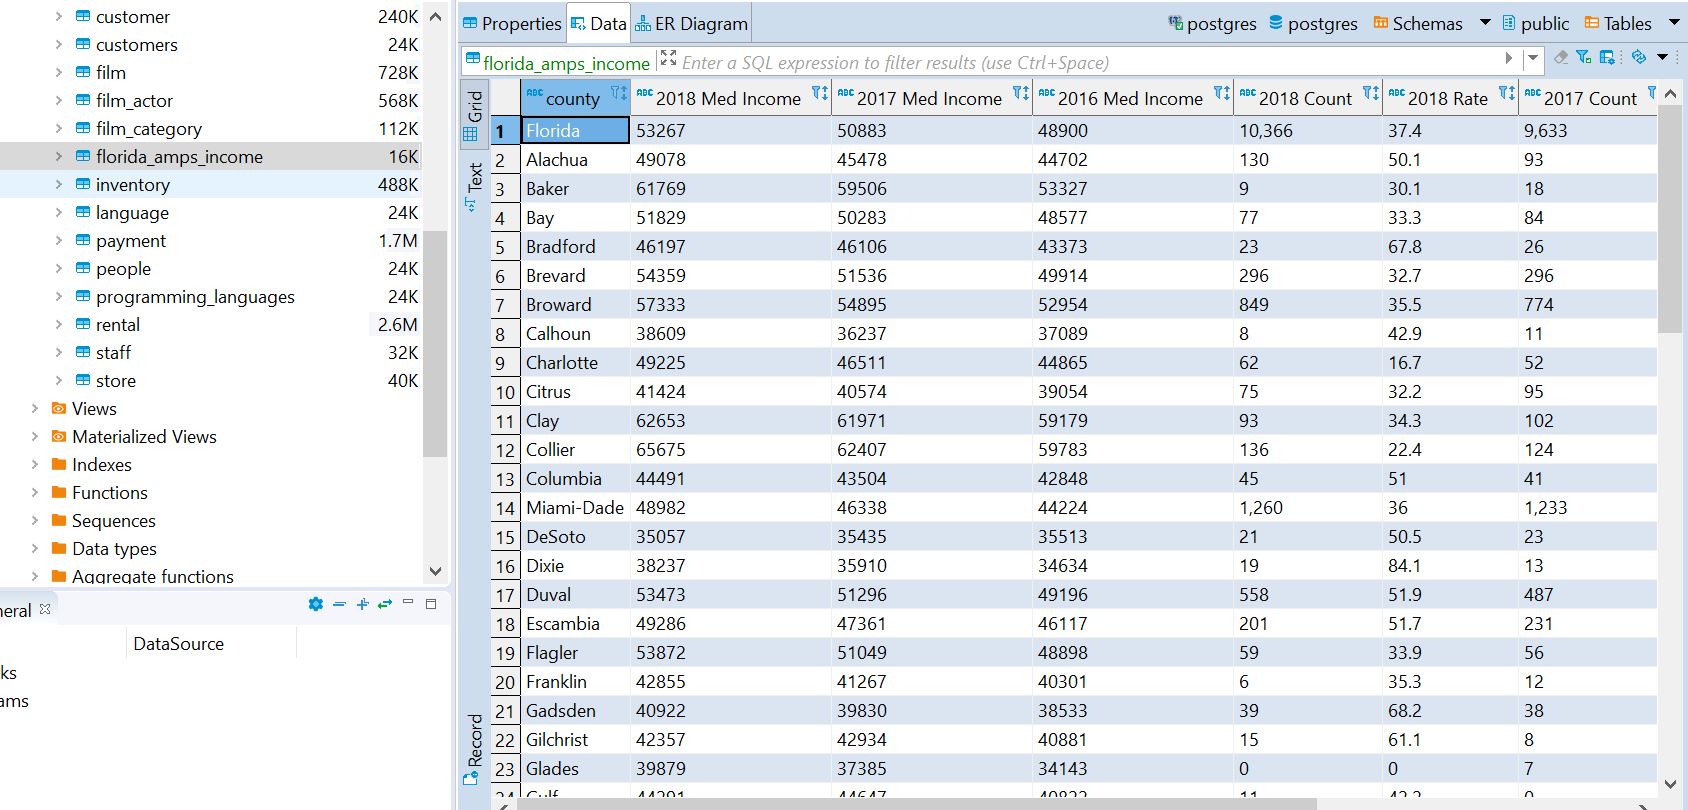 customer 240K
customers 24K
film 728K
film_actor 568K
film_category 112K
florida_amps_income 16K
inventory 488K
language 24K
payment 1.7M
people 24K
programming_languages 24K
rental 2.6M
staff 32K
store 40K
Views
Materialized Views
Indexes
Functions
Sequences
Data types
Aggregate functions
neral
DataSource
ks
ams
Properties Data ER Diagram postgres postgres Schemas public Tables
florida_amps_income Enter a SQL expression to filter results (use Ctrl+Space)
Grid
Text
Record
ABC county ABC 2018 Med Income ABC 2017 Med Income ABC 2016 Med Income ABC 2018 Count ABC 2018 Rate ABC 2017 Count
1 Florida 53267 50883 48900 10,366 37.4 9,633
2 Alachua 49078 45478 44702 130 50.1 93
3 Baker 61769 59506 53327 9 30.1 18
4 Bay 51829 50283 48577 77 33.3 84
5 Bradford 46197 46106 43373 23 67.8 26
6 Brevard 54359 51536 49914 296 32.7 296
7 Broward 57333 54895 52954 849 35.5 774
8 Calhoun 38609 36237 37089 8 42.9 11
9 Charlotte 49225 46511 44865 62 16.7 52
10 Citrus 41424 40574 39054 75 32.2 95
11 Clay 62653 61971 59179 93 34.3 102
12 Collier 65675 62407 59783 136 22.4 124
13 Columbia 44491 43504 42848 45 51 41
14 Miami-Dade 48982 46338 44224 1,260 36 1,233
15 DeSoto 35057 35435 35513 21 50.5 23
16 Dixie 38237 35910 34634 19 84.1 13
17 Duval 53473 51296 49196 558 51.9 487
18 Escambia 49286 47361 46117 201 51.7 231
19 Flagler 53872 51049 48898 59 33.9 56
20 Franklin 42855 41267 40301 6 35.3 12
21 Gadsden 40922 39830 38533 39 68.2 38
22 Gilchrist 42357 42934 40881 15 61.1 8
23 Glades 39879 37385 34143 0 0 7
24 Gulf 44291 44647